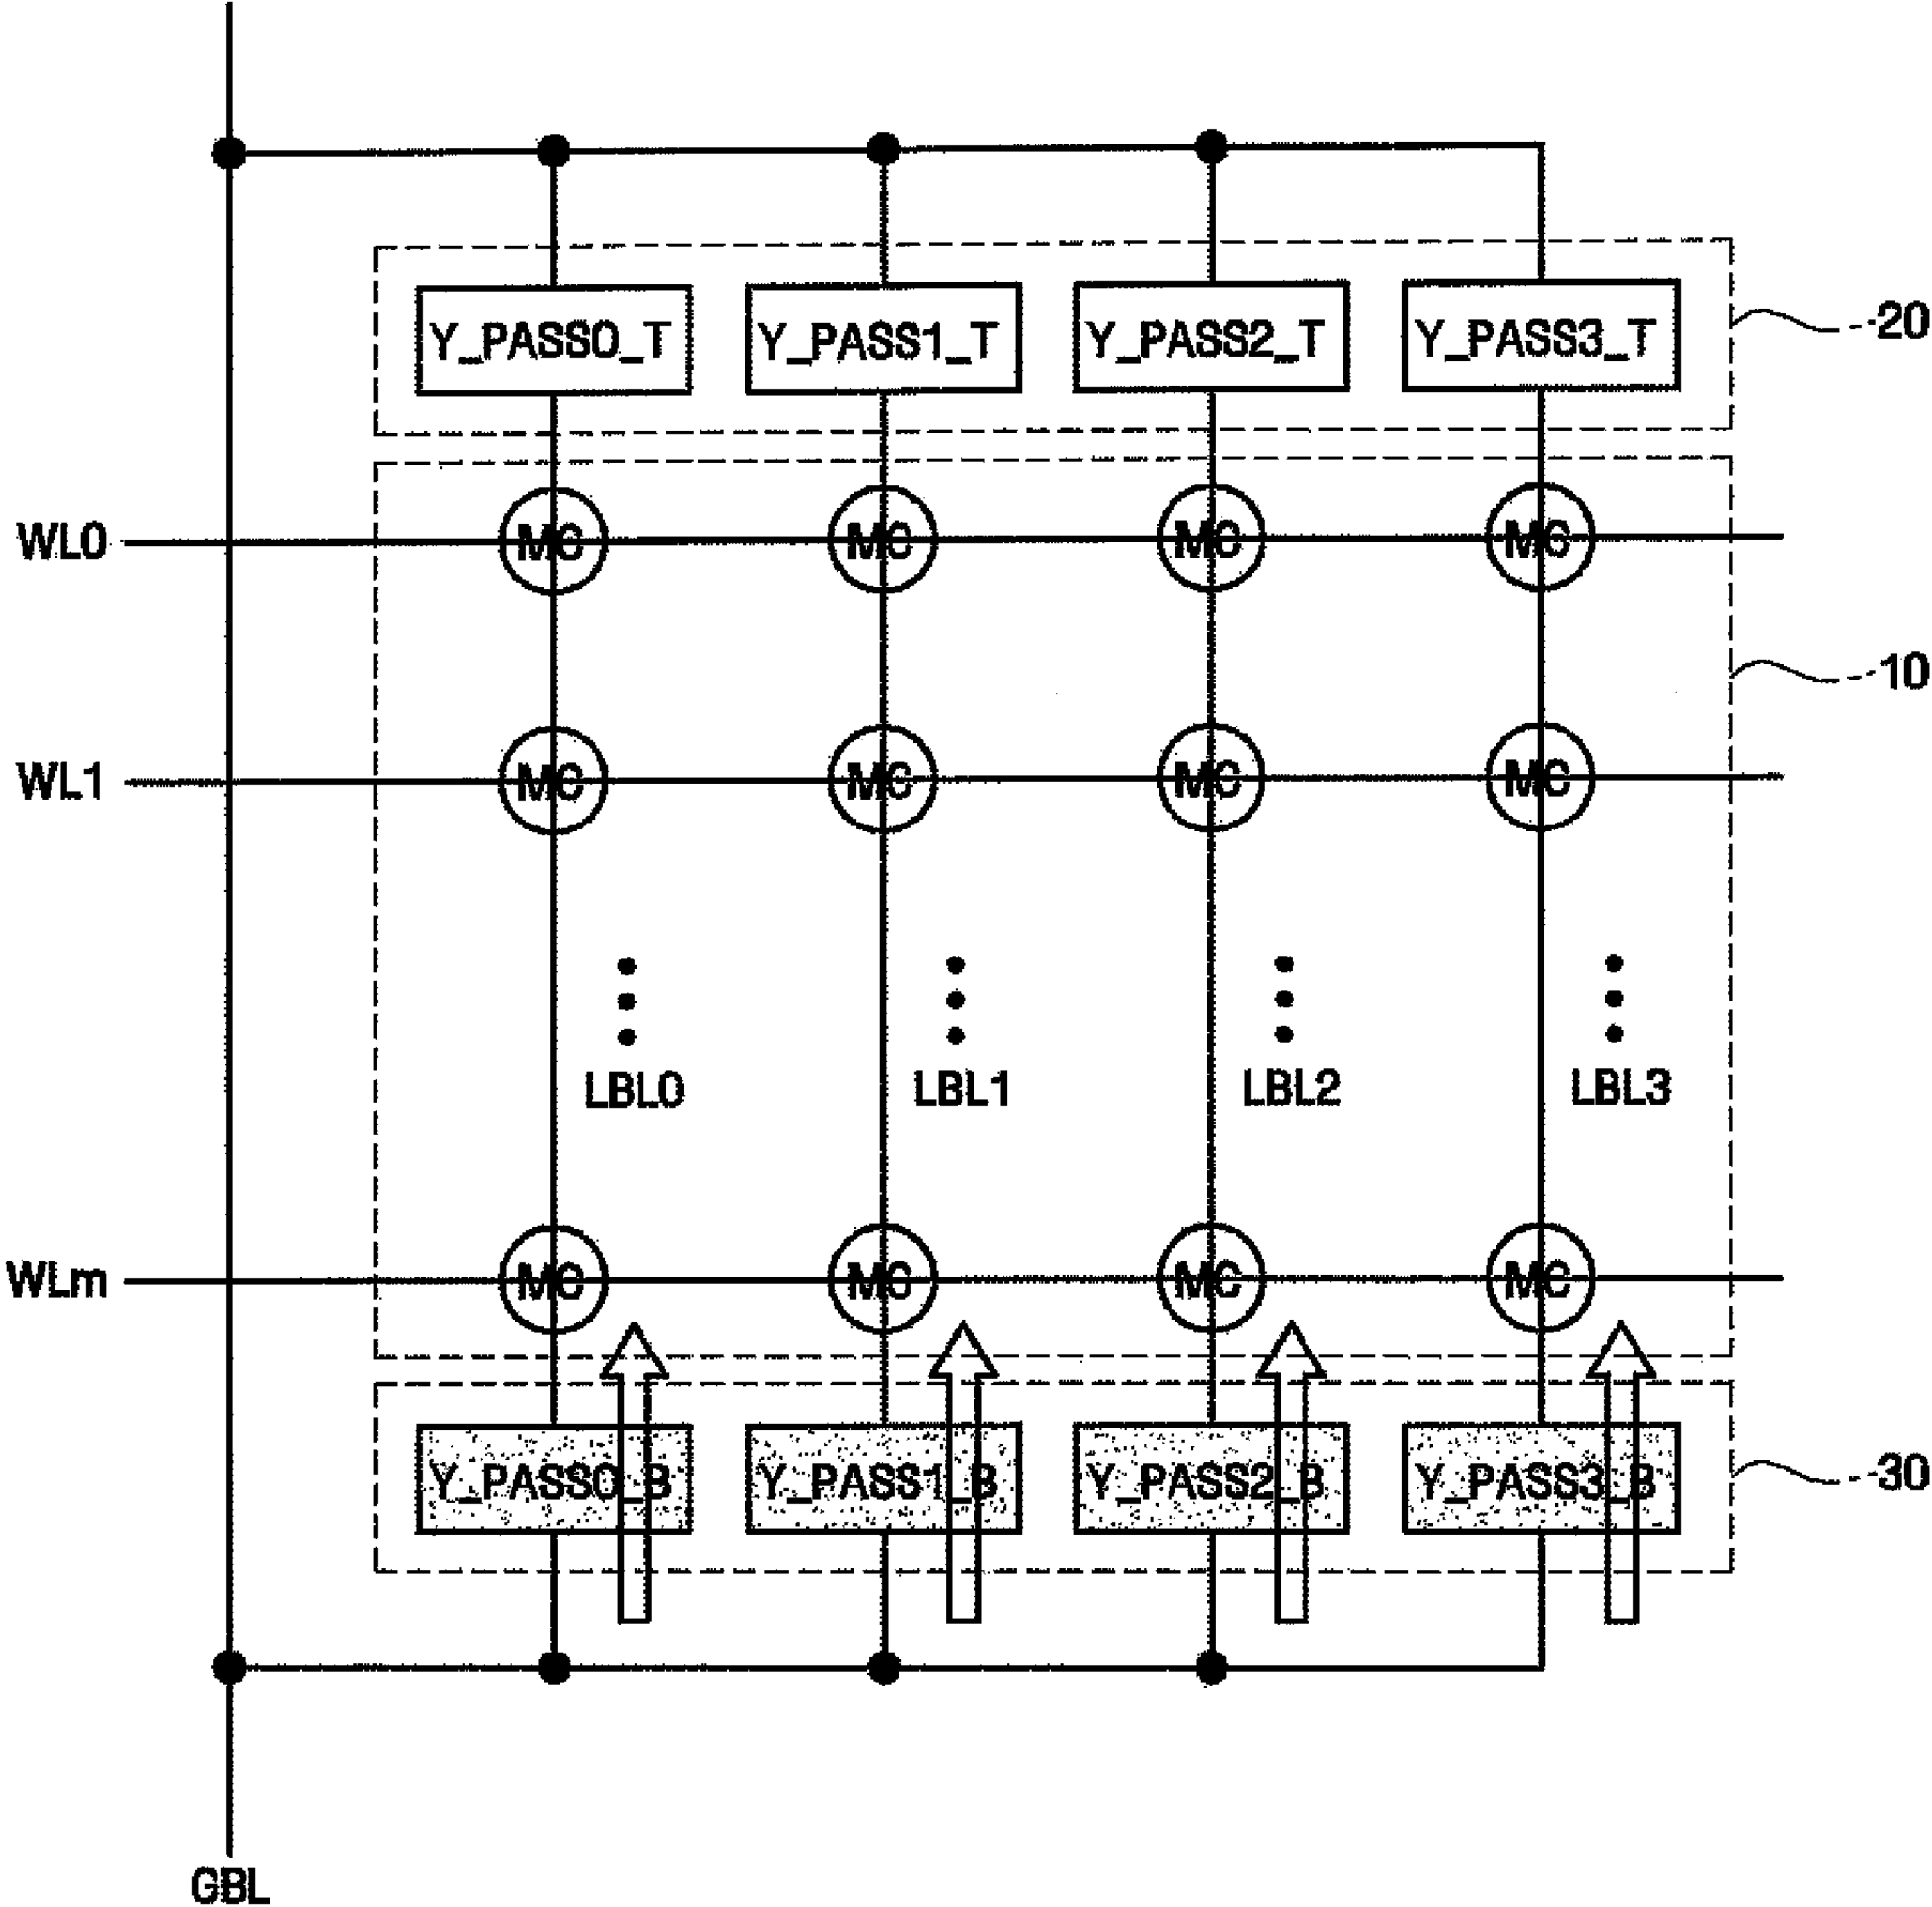 Y_PASS0_T Y_PASS1_T Y_PASS2_T Y_PASS3_T 20
WL0 MC MC MC MC
10
WL1 MC MC MC MC
LBL0 LBL1 LBL2 LBL3
WLm MC MC MC MC
Y_PASS0_B Y_PASS1_B Y_PASS2_B Y_PASS3_B 30
GBL